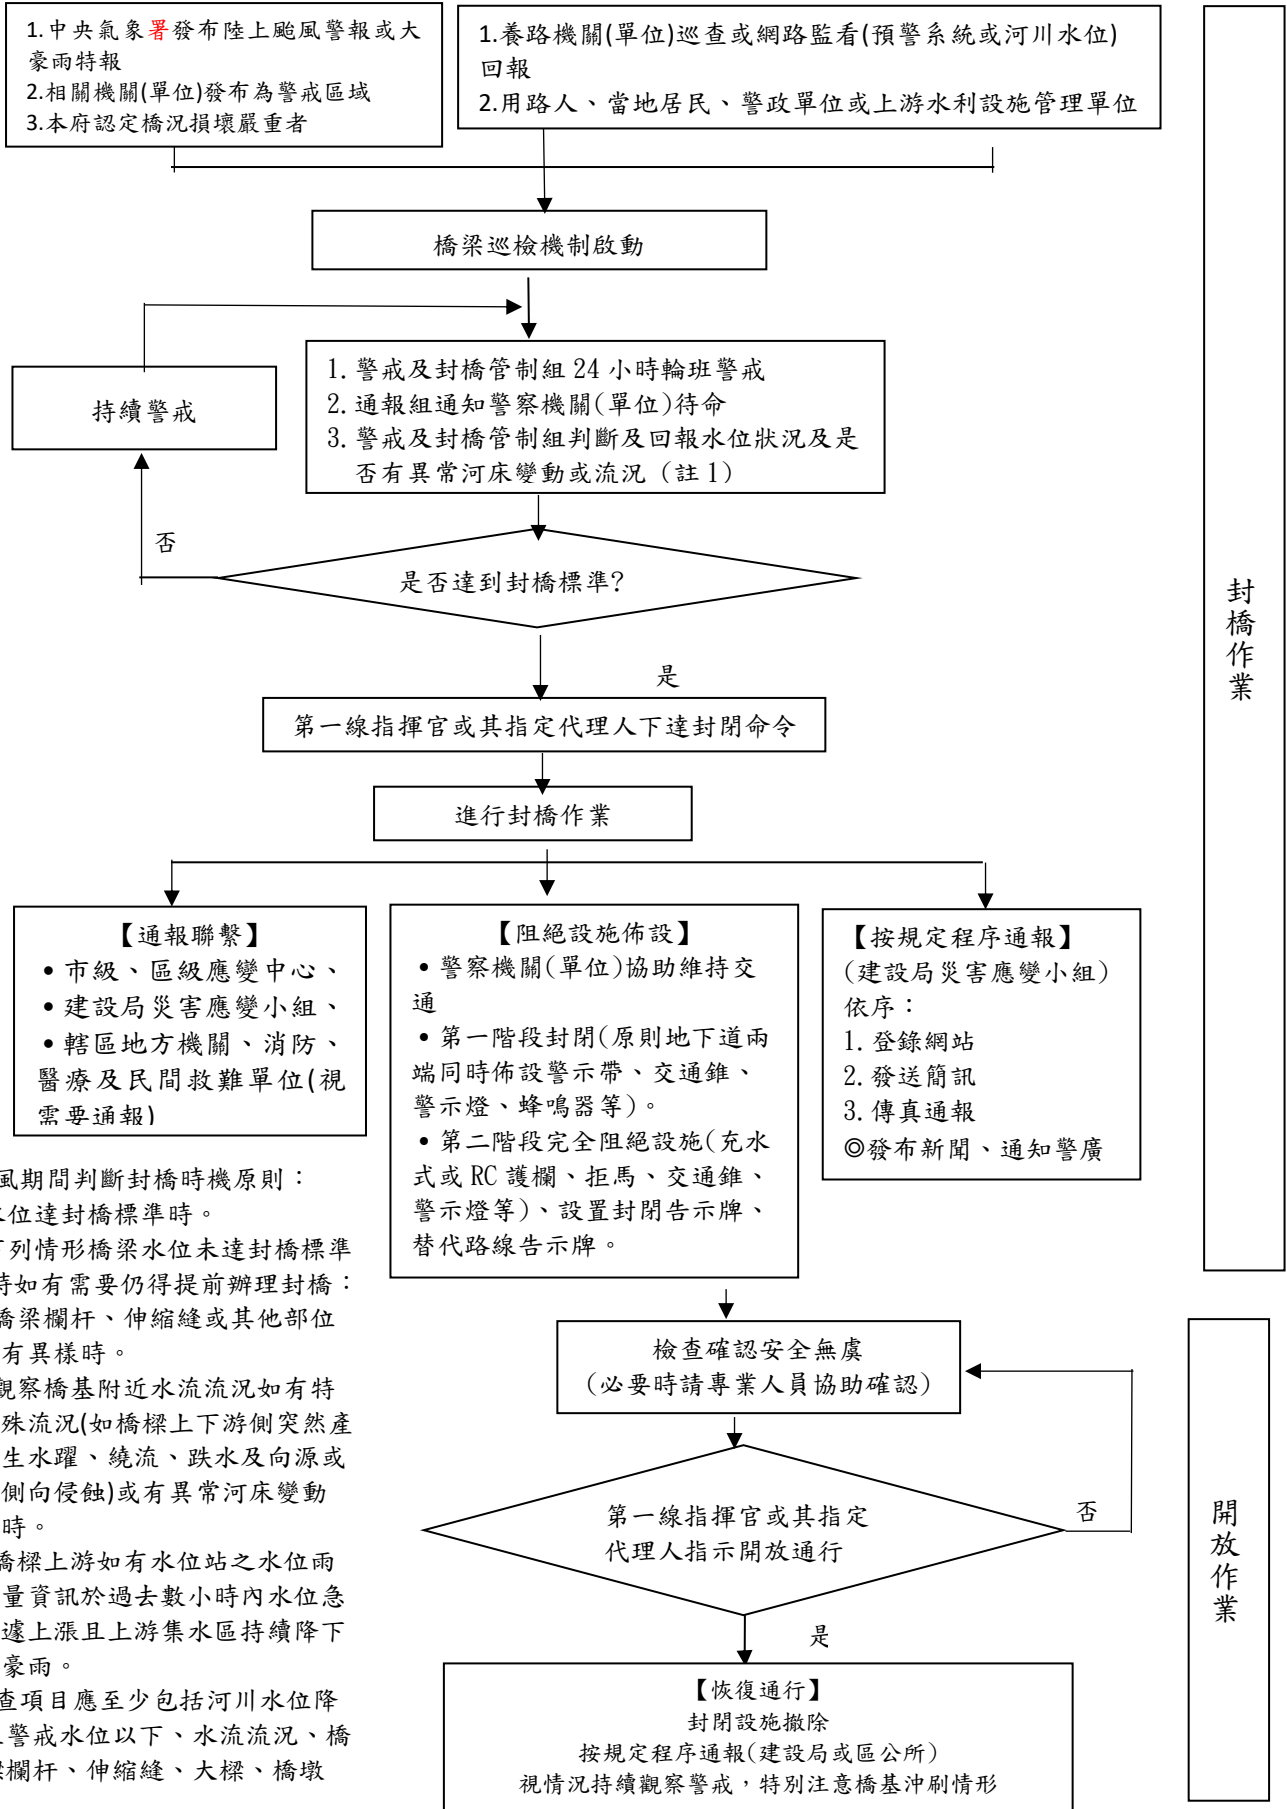 1.中央氣象署發布陸上颱風警報或大
豪雨特報
2.相關機關(單位)發布為警戒區域
3.本府認定橋況損壞嚴重者
1.養路機關(單位)巡查或網路監看(預警系統或河川水位)
回報
2.用路人、當地居民、警政單位或上游水利設施管理單位
橋梁巡檢機制啟動
持續警戒
1. 警戒及封橋管制組 24 小時輪班警戒
2. 通報組通知警察機關(單位)待命
3. 警戒及封橋管制組判斷及回報水位狀況及是
否有異常河床變動或流況（註 1）
否
是否達到封橋標準?
是
第一線指揮官或其指定代理人下達封閉命令
進行封橋作業
【通報聯繫】
•市級、區級應變中心、
•建設局災害應變小組、
•轄區地方機關、消防、
醫療及民間救難單位(視
需要通報)
【阻絕設施佈設】
•警察機關(單位)協助維持交
通
•第一階段封閉(原則地下道兩
端同時佈設警示帶、交通錐、
警示燈、蜂鳴器等)。
•第二階段完全阻絕設施(充水
式或 RC 護欄、拒馬、交通錐、
警示燈等)、設置封閉告示牌、
替代路線告示牌。
【按規定程序通報】
(建設局災害應變小組)
依序：
1. 登錄網站
2. 發送簡訊
3. 傳真通報
◎發布新聞、通知警廣
封橋作業
風期間判斷封橋時機原則：
水位達封橋標準時。
下列情形橋梁水位未達封橋標準
時如有需要仍得提前辦理封橋：
橋梁欄杆、伸縮縫或其他部位
有異樣時。
觀察橋基附近水流流況如有特
殊流況(如橋樑上下游側突然產
生水躍、繞流、跌水及向源或
側向侵蝕)或有異常河床變動
時。
橋樑上游如有水位站之水位雨
量資訊於過去數小時內水位急
遽上漲且上游集水區持續降下
豪雨。
查項目應至少包括河川水位降
警戒水位以下、水流流況、橋
樑欄杆、伸縮縫、大樑、橋墩
檢查確認安全無虞
(必要時請專業人員協助確認)
第一線指揮官或其指定
代理人指示開放通行
否
是
【恢復通行】
封閉設施撤除
按規定程序通報(建設局或區公所)
視情況持續觀察警戒，特別注意橋基沖刷情形
開放作業